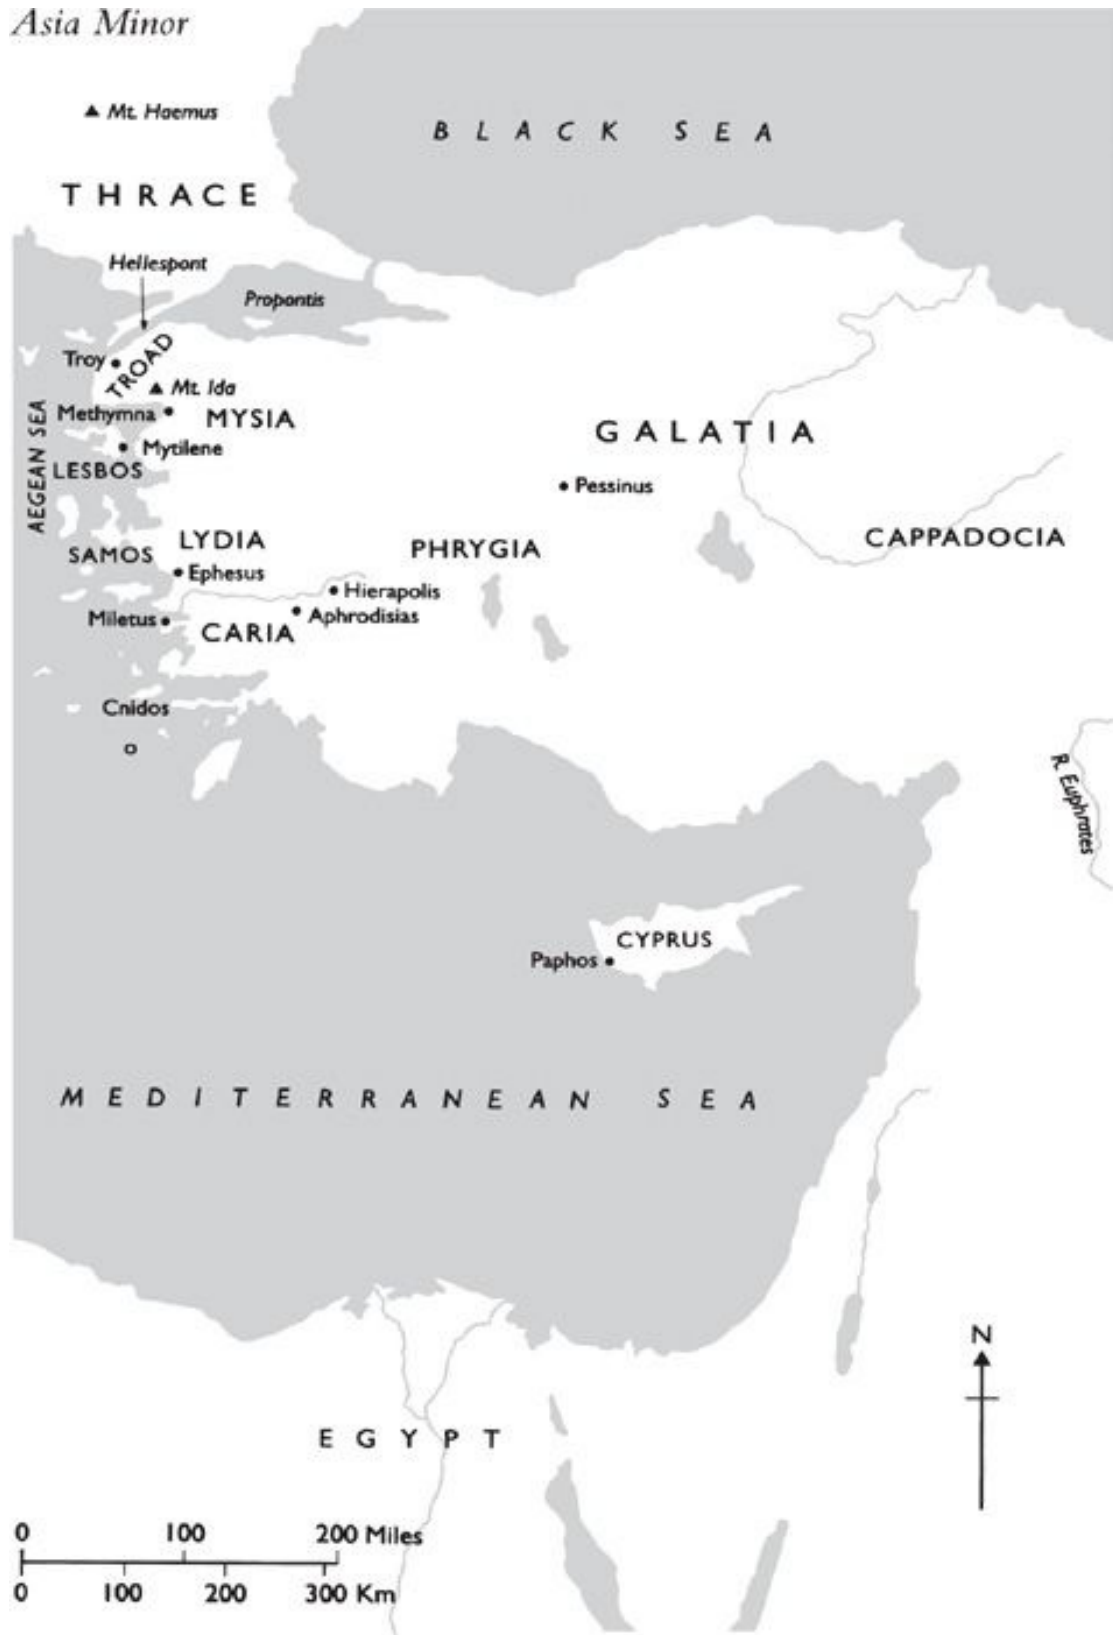 Asia Minor
Mt. Haemus
BLACK SEA
THRACE
Hellespont
Propontis
Troy
TROAD
Mt. Ida
Methymna
MYSIA
AEGEAN SEA
Mytilene
LESBOS
GALATIA
Pessinus
LYDIA
PHRYGIA
CAPPADOCIA
SAMOS
Ephesus
Hierapolis
Aphrodisias
Miletus
CARIA
Cnidos
R. Euphrates
CYPRUS
Paphos
MEDITERRANEAN SEA
N
EGYPT
0 100 200 Miles
0 100 200 300 Km